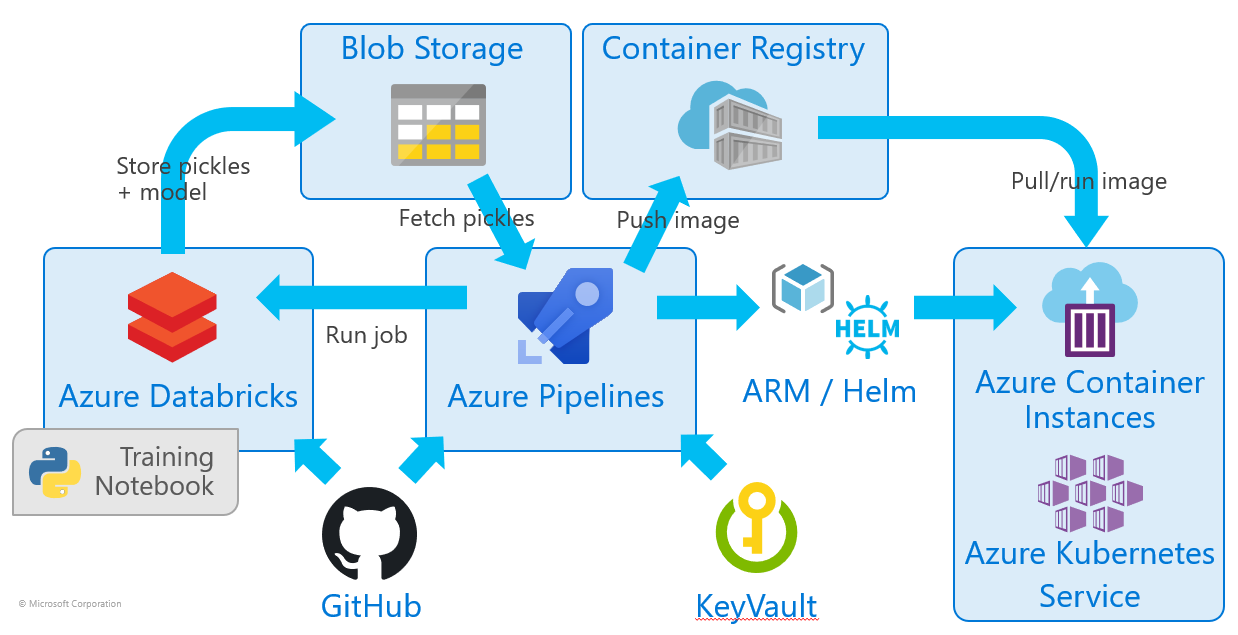 Blob Storage
Container Registry
Store pickles
+ model
Fetch pickles
Push image
Pull/run image
Run job
HELM
Azure Databricks
Azure Pipelines
ARM / Helm
Azure Container
Instances
Training
Notebook
Azure Kubernetes
Service
GitHub
KeyVault
© Microsoft Corporation